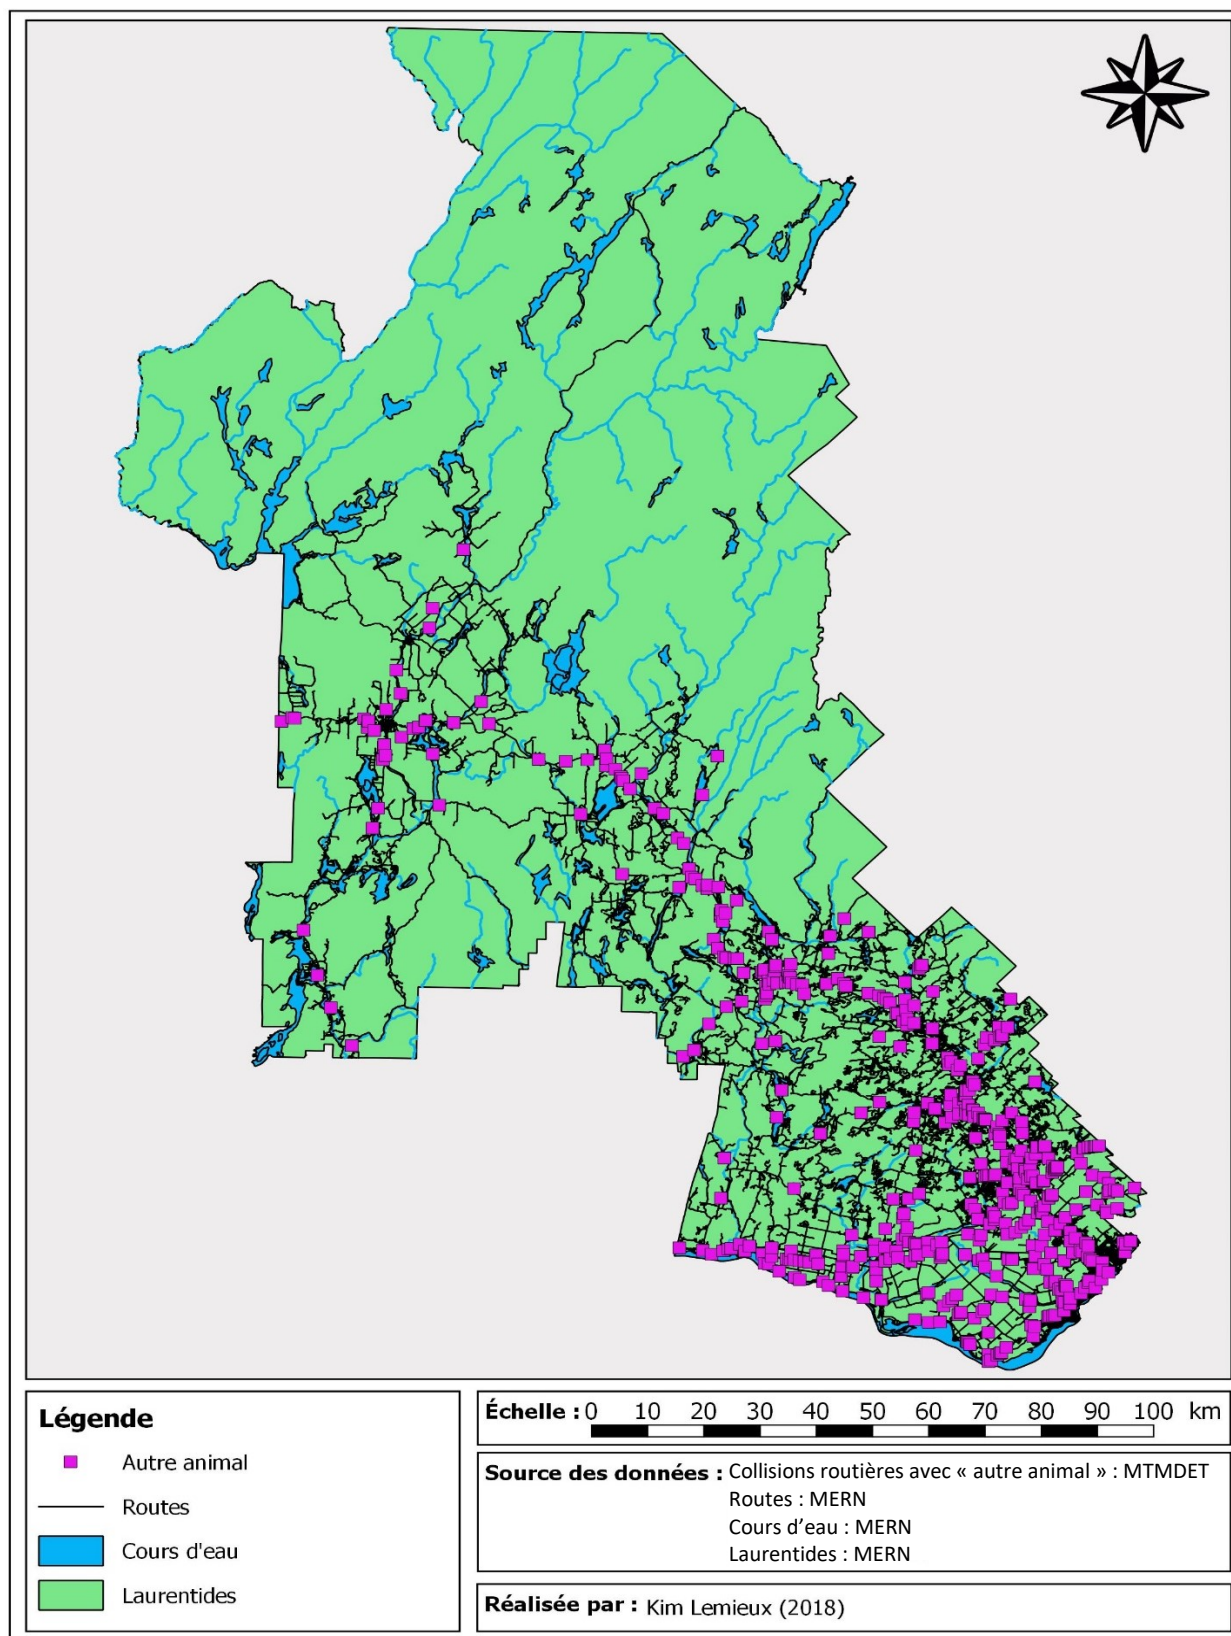 Légende
Autre animal
Routes
Cours d'eau
Laurentides
Échelle : 0 10 20 30 40 50 60 70 80 90 100 km
Source des données : Collisions routières avec « autre animal » : MTMDET
Routes : MERN
Cours d’eau : MERN
Laurentides : MERN
Réalisée par : Kim Lemieux (2018)